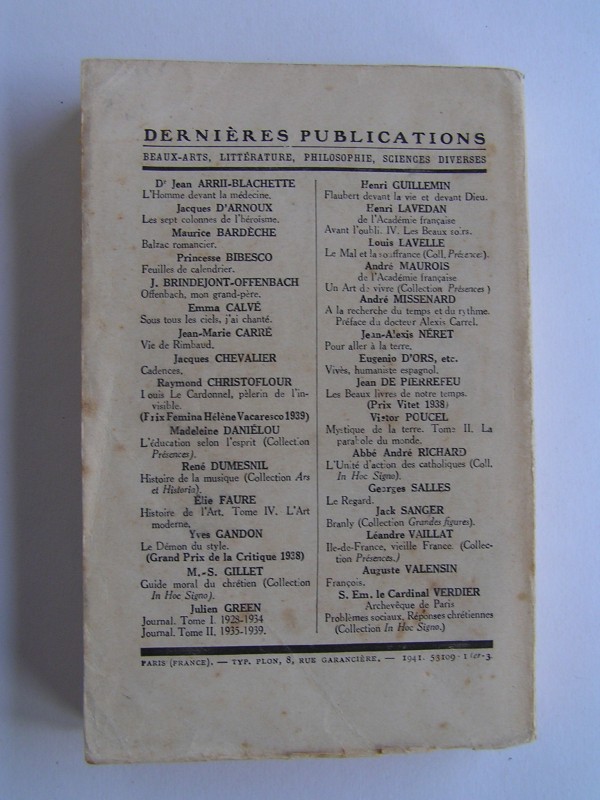 DERNIÈRES PUBLICATIONS
BEAUX-ARTS, LITTÉRATURE, PHILOSOPHIE, SCIENCES DIVERSES
Dr Jean ARRII-BLACHETTE
L'Homme devant la médecine.
Jacques D'ARNOUX
Les sept colonnes de l'héroïsme.
Maurice BARDÈCHE
Balzac romancier.
Princesse BIBESCO
Feuilles de calendrier.
J. BRINDEJONT-OFFENBACH
Offenbach, mon grand-père.
Emma CALVÉ
Sous tous les ciels, j'ai chanté.
Jean-Marie CARRÉ
Vie de Rimbaud.
Jacques CHEVALIER
Cadences.
Raymond CHRISTOFLOUR
Louis Le Cardonnel, pèlerin de l'in-
visible.
(Prix Femina Hélène Vacaresco 1939)
Madeleine DANIÉLOU
L'éducation selon l'esprit (Collection
Présences).
René DUMESNIL
Histoire de la musique (Collection Ars
et Historia).
Élie FAURE
Histoire de l'Art. Tome IV. L'Art
moderne.
Yves GANDON
Le Démon du style.
(Grand Prix de la Critique 1938)
M.-S. GILLET
Guide moral du chrétien (Collection
In Hoc Signo).
Julien GREEN
Journal. Tome I. 1928-1934
Journal. Tome II. 1935-1939.
Henri GUILLEMIN
Flaubert devant la vie et devant Dieu.
Henri LAVEDAN
de l'Académie française
Avant l'oubli. IV. Les Beaux soirs.
Louis LAVELLE
Le Mal et la souffrance (Coll. Présences).
André MAUROIS
de l'Académie française
Un Art de vivre (Collection Présences)
André MISSENARD
A la recherche du temps et du rythme.
Préface du docteur Alexis Carrel.
Jean-Alexis NÉRET
Pour aller à la terre.
Eugenio D'ORS, etc.
Vivès, humaniste espagnol.
Jean DE PIERREFEU
Les Beaux livres de notre temps.
(Prix Vitet 1938)
Victor POUCEL
Mystique de la terre. Tome II. La
parabole du monde.
Abbé André RICHARD
L'Unité d'action des catholiques (Coll.
In Hoc Signo).
Georges SALLES
Le Regard.
Jack SANGER
Branly (Collection Grandes figures).
Léandre VAILLAT
Ile-de-France, vieille France. (Collec-
tion Présences.)
Auguste VALENSIN
François.
S. Em. le Cardinal VERDIER
Archevêque de Paris
Problèmes sociaux, Réponses chrétiennes
(Collection In Hoc Signo.)
PARIS (FRANCE). — TYP. PLON, 8, RUE GARANCIÈRE. — 1941. 53109-